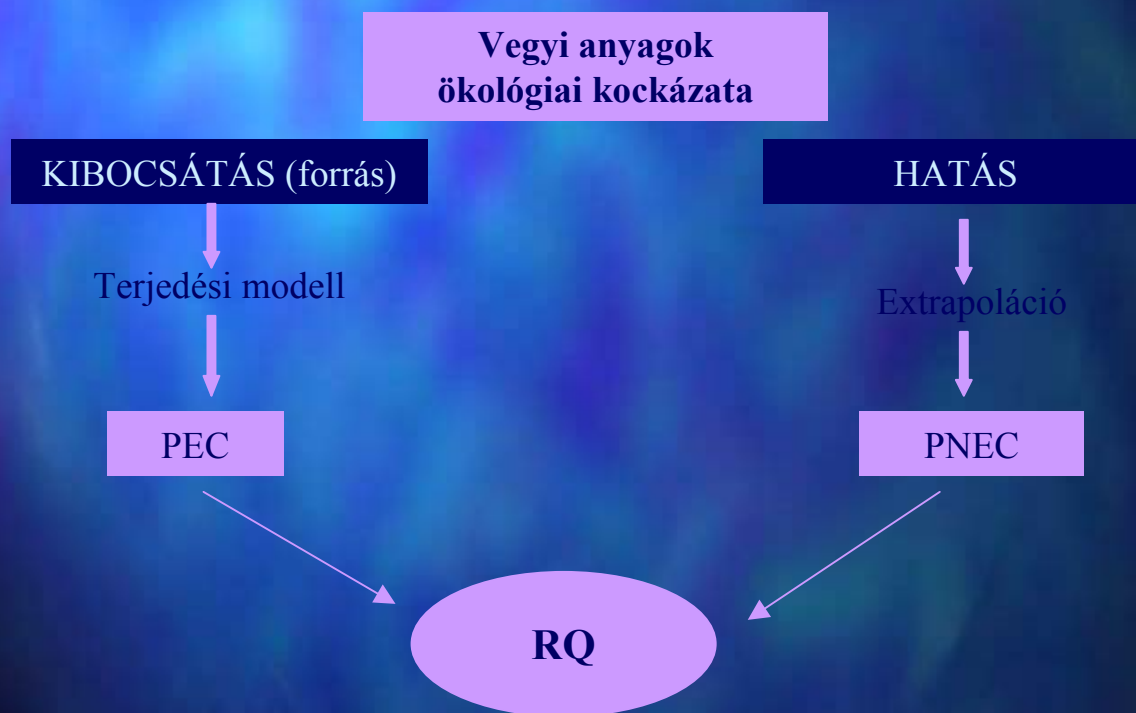 Vegyi anyagok
ökológiai kockázata
KIBOCSÁTÁS (forrás)
HATÁS
Terjedési modell
Extrapoláció
PEC
PNEC
RQ